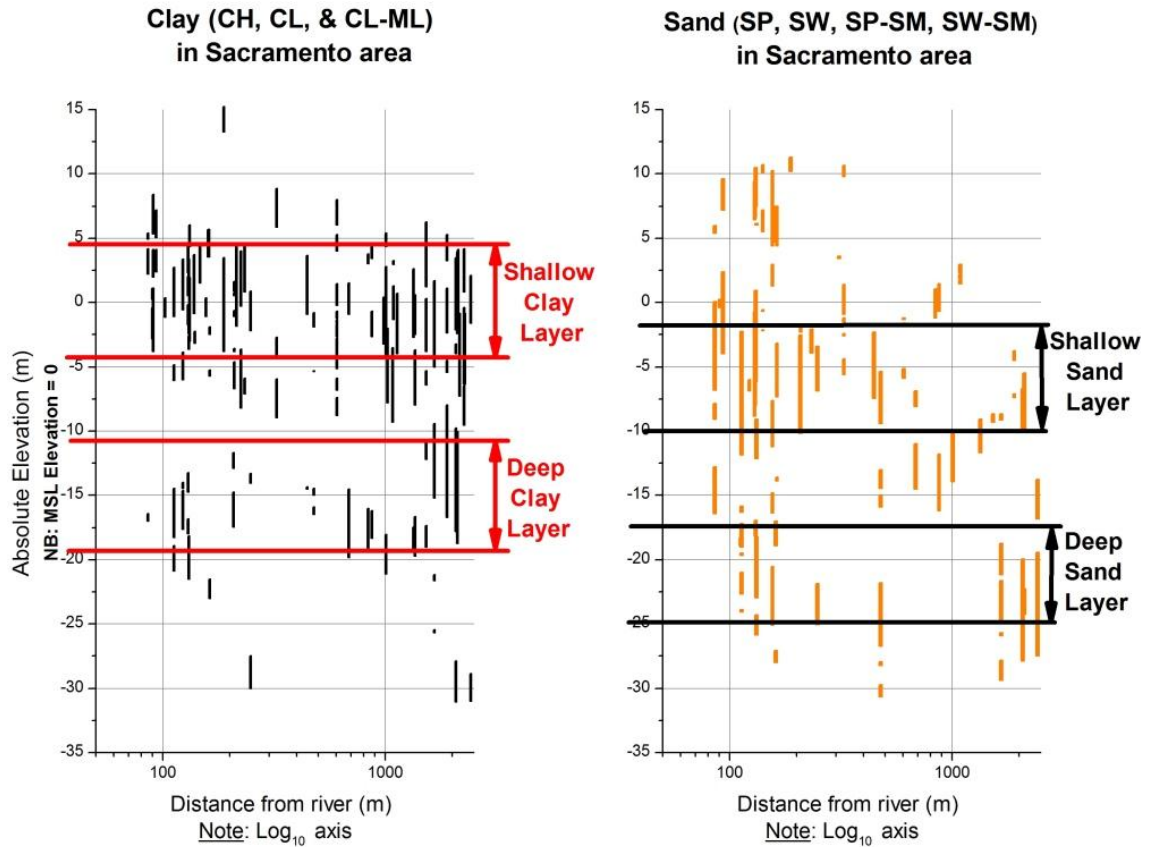 Clay (CH, CL, & CL-ML)
in Sacramento area
Sand (SP, SW, SP-SM, SW-SM)
in Sacramento area
Absolute Elevation (m)
NB: MSL Elevation = 0
15
10
5
0
-5
-10
-15
-20
-25
-30
-35
100
1000
Distance from river (m)
Note: Log10 axis
Shallow
Clay
Layer
Deep
Clay
Layer
15
10
5
0
-5
-10
-15
-20
-25
-30
-35
100
1000
Distance from river (m)
Note: Log10 axis
Shallow
Sand
Layer
Deep
Sand
Layer